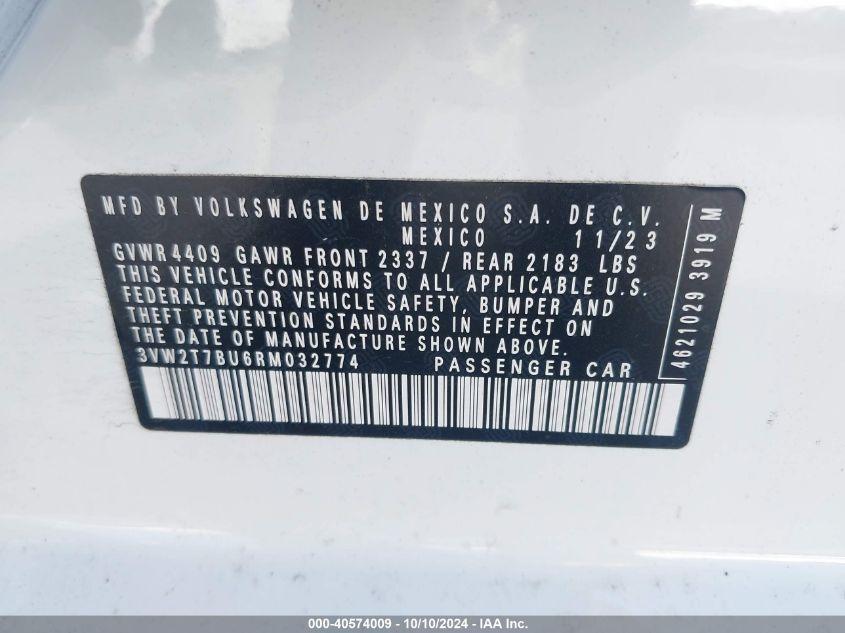 MFD BY VOLKSWAGEN DE MEXICO S.A. DE C.V.
MEXICO 11/23
GVWR 4409 GAWR FRONT 2337 / REAR 2183 LBS
THIS VEHICLE CONFORMS TO ALL APPLICABLE U.S.
FEDERAL MOTOR VEHICLE SAFETY, BUMPER AND
THEFT PREVENTION STANDARDS IN EFFECT ON
THE DATE OF MANUFACTURE SHOWN ABOVE.
3VW2T7BU6RM032774 PASSENGER CAR
4621029 3919 M
000-40574009 - 10/10/2024 - IAA Inc.